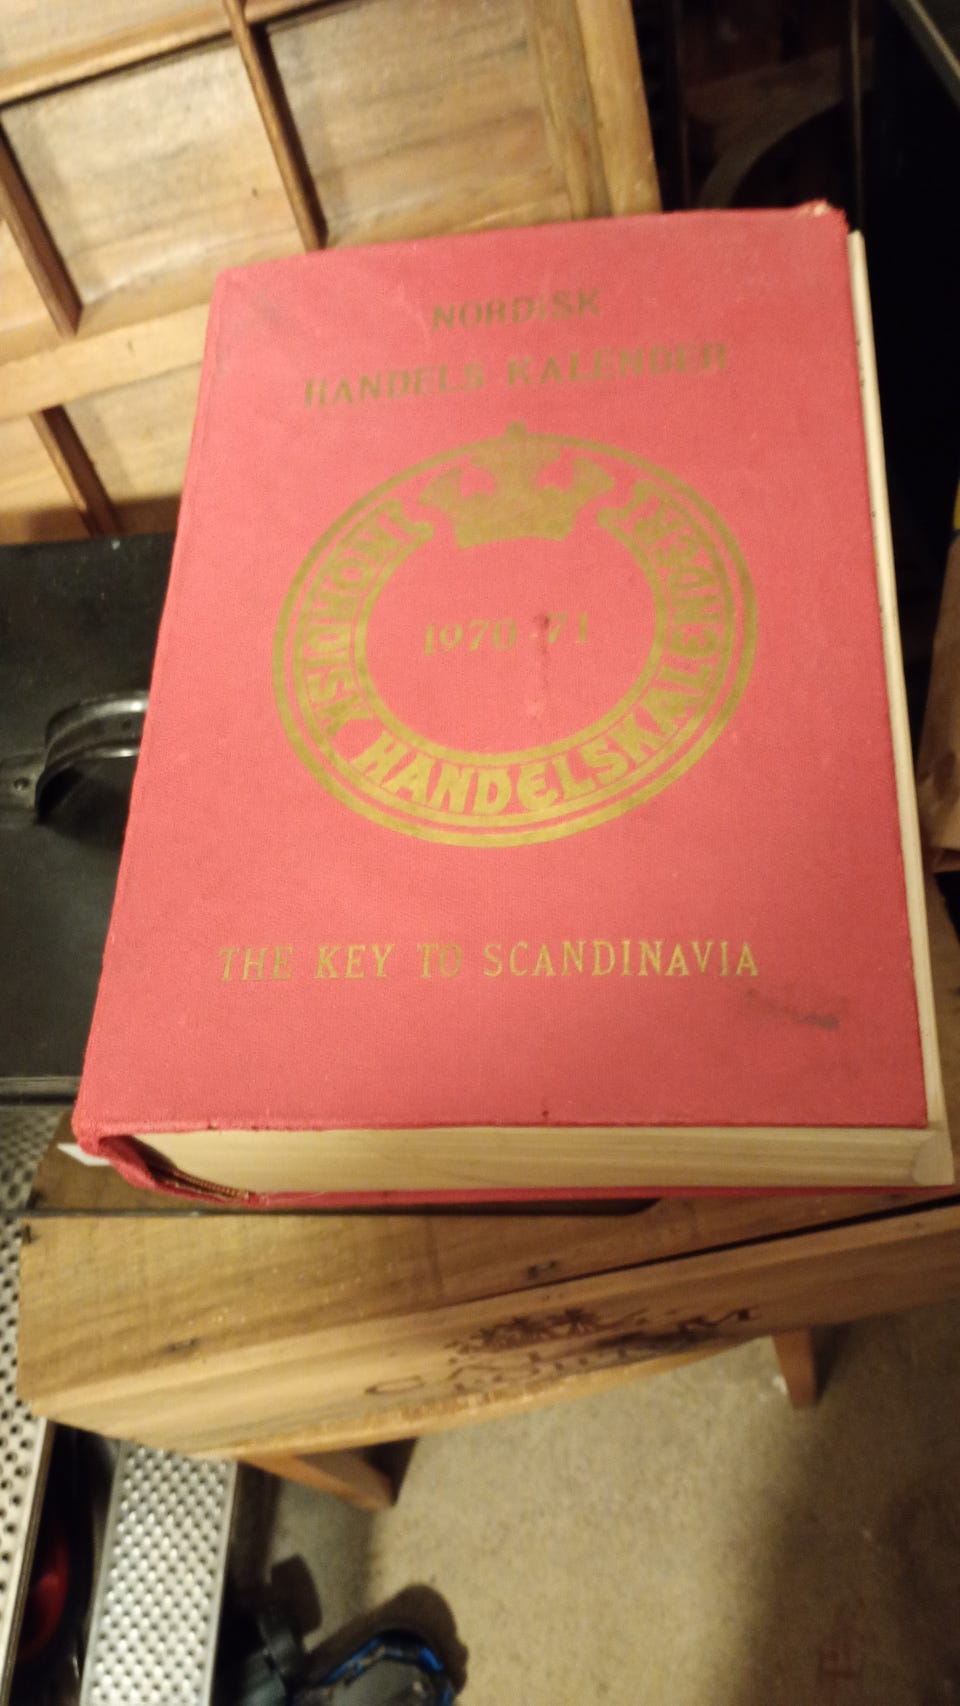 NORDISK
HANDELS KALENDER
NORDISK HANDELSKALENDER
1970-71
THE KEY TO SCANDINAVIA